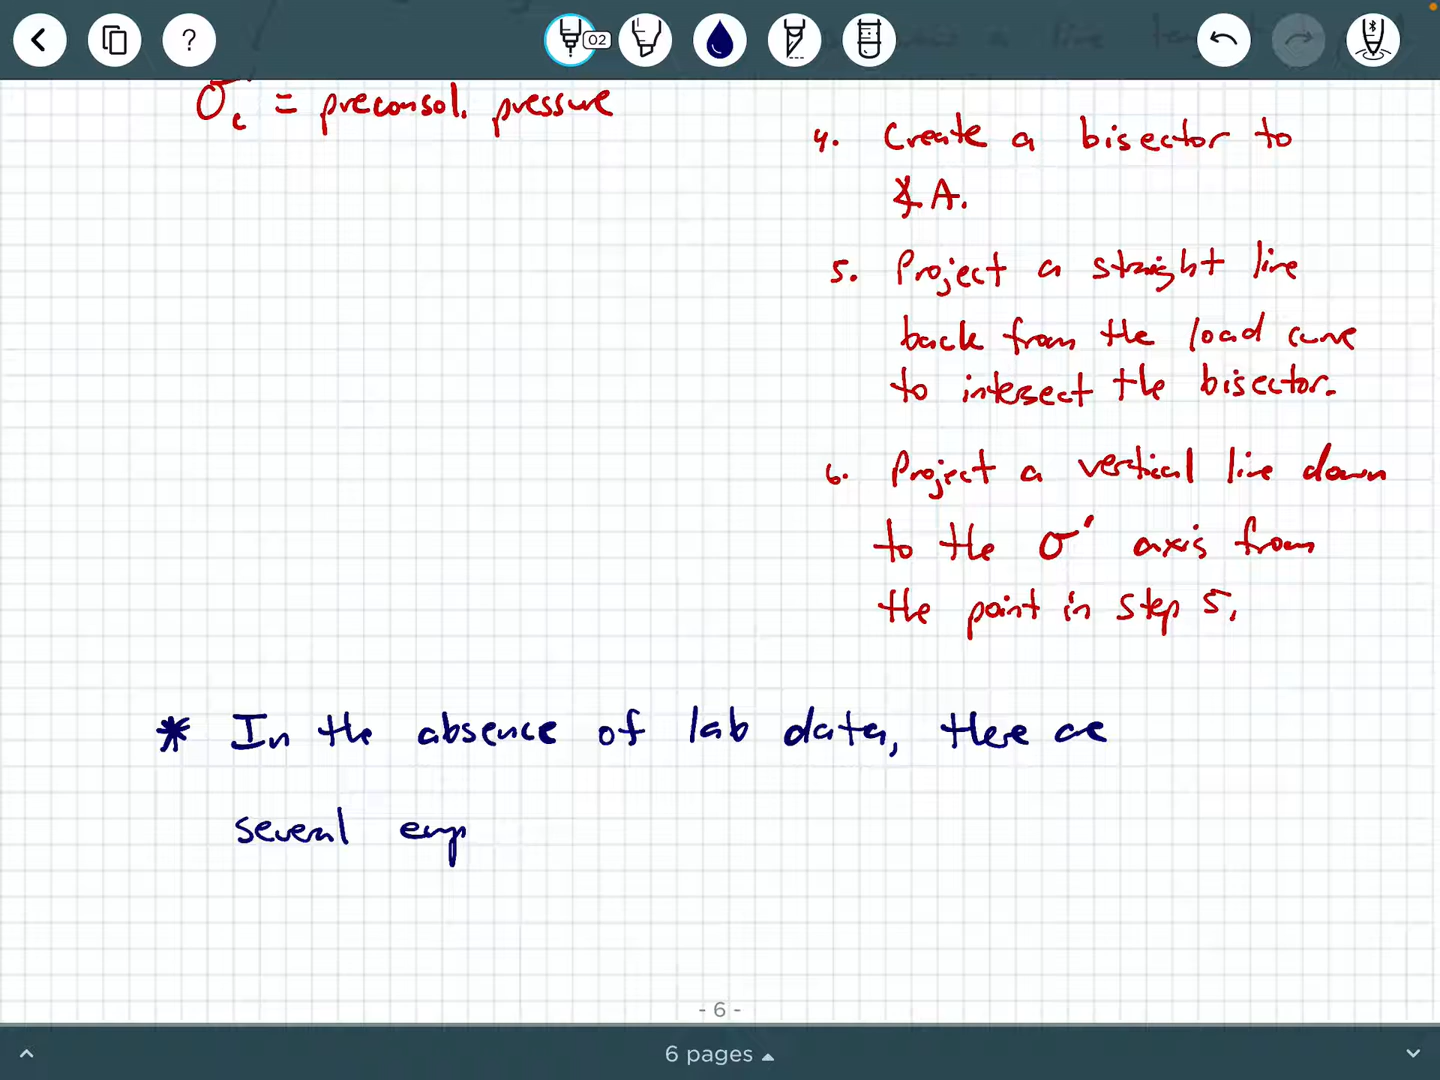 ?
02
σ'c = preconsol. pressure
4. Create a bisector to
∡ A.
5. Project a straight line
back from the load curve
to intersect the bisector.
6. Project a vertical line down
to the σ' axis from
the point in step 5.
* In the absence of lab data, there are
several emp
- 6 -
6 pages